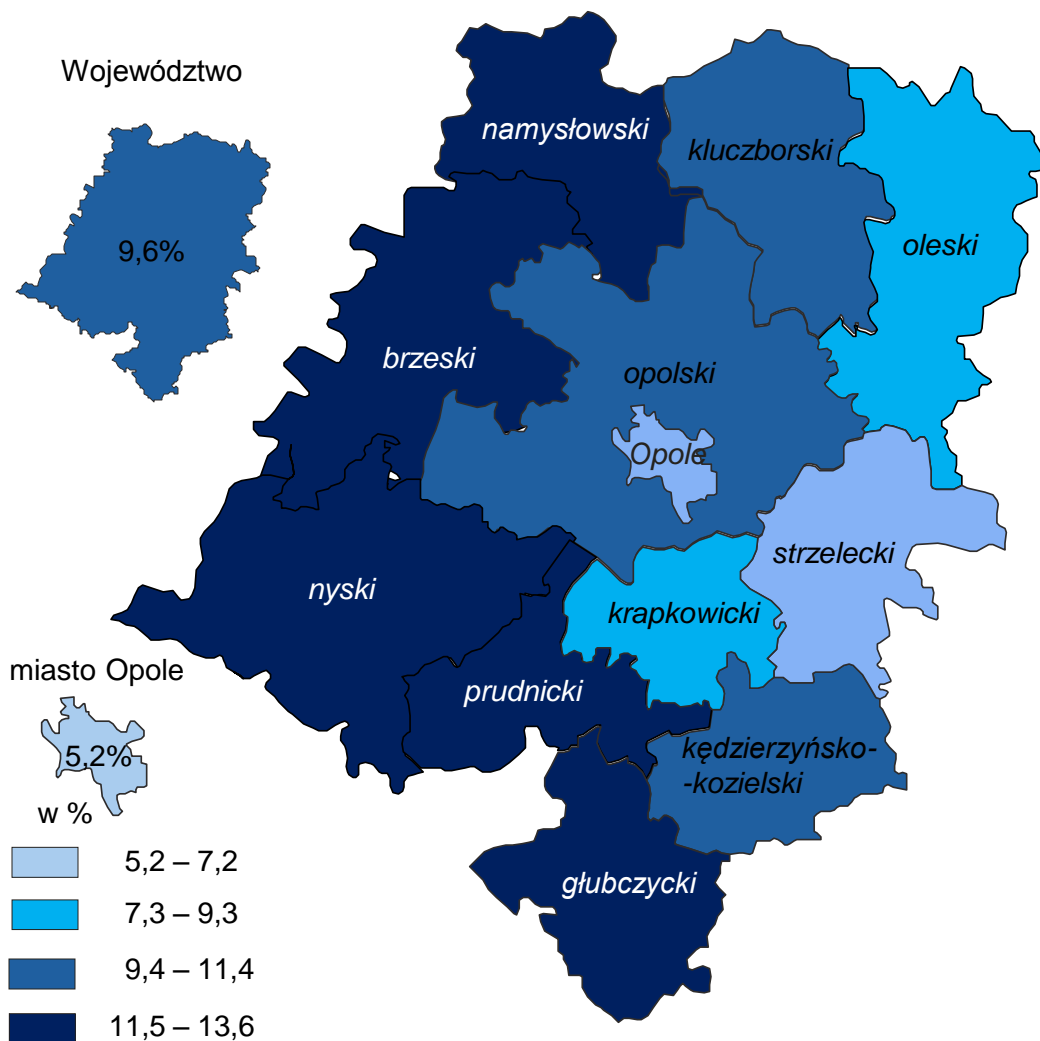 Województwo
9,6%
namysłowski
kluczborski
oleski
brzeski
opolski
Opole
strzelecki
nyski
krapkowicki
prudnicki
kędzierzyńsko-
-kozielski
głubczycki
miasto Opole
5,2%
w %
5,2 – 7,2
7,3 – 9,3
9,4 – 11,4
11,5 – 13,6